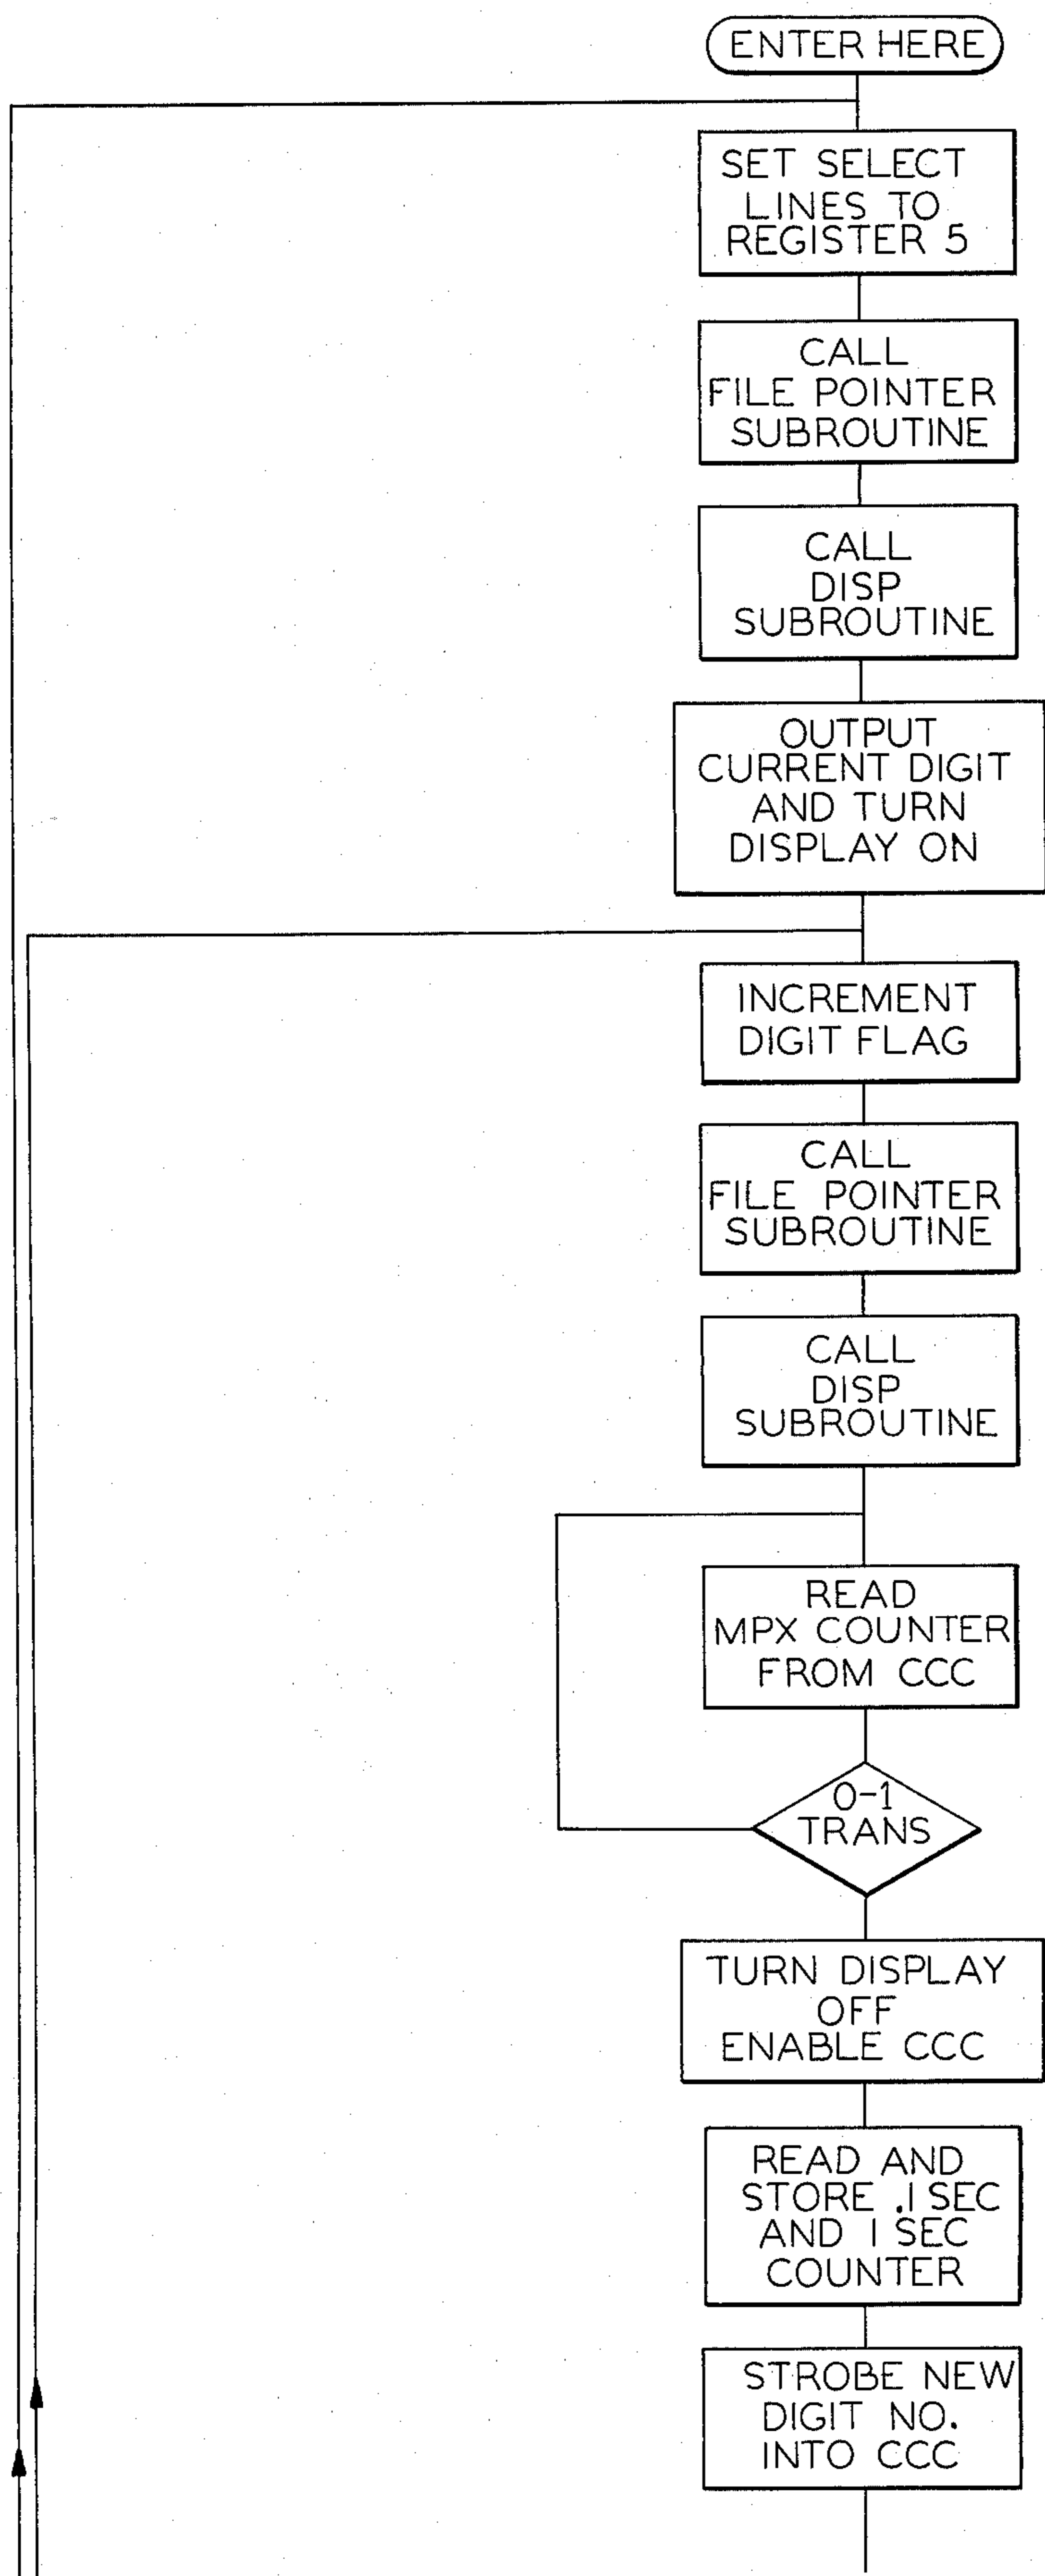 ENTER HERE
SET SELECT
LINES TO
REGISTER 5
CALL
FILE POINTER
SUBROUTINE
CALL
DISP
SUBROUTINE
OUTPUT
CURRENT DIGIT
AND TURN
DISPLAY ON
INCREMENT
DIGIT FLAG
CALL
FILE POINTER
SUBROUTINE
CALL
DISP
SUBROUTINE
READ
MPX COUNTER
FROM CCC
0-1
TRANS
TURN DISPLAY
OFF
ENABLE CCC
READ AND
STORE .1 SEC
AND 1 SEC
COUNTER
STROBE NEW
DIGIT NO.
INTO CCC